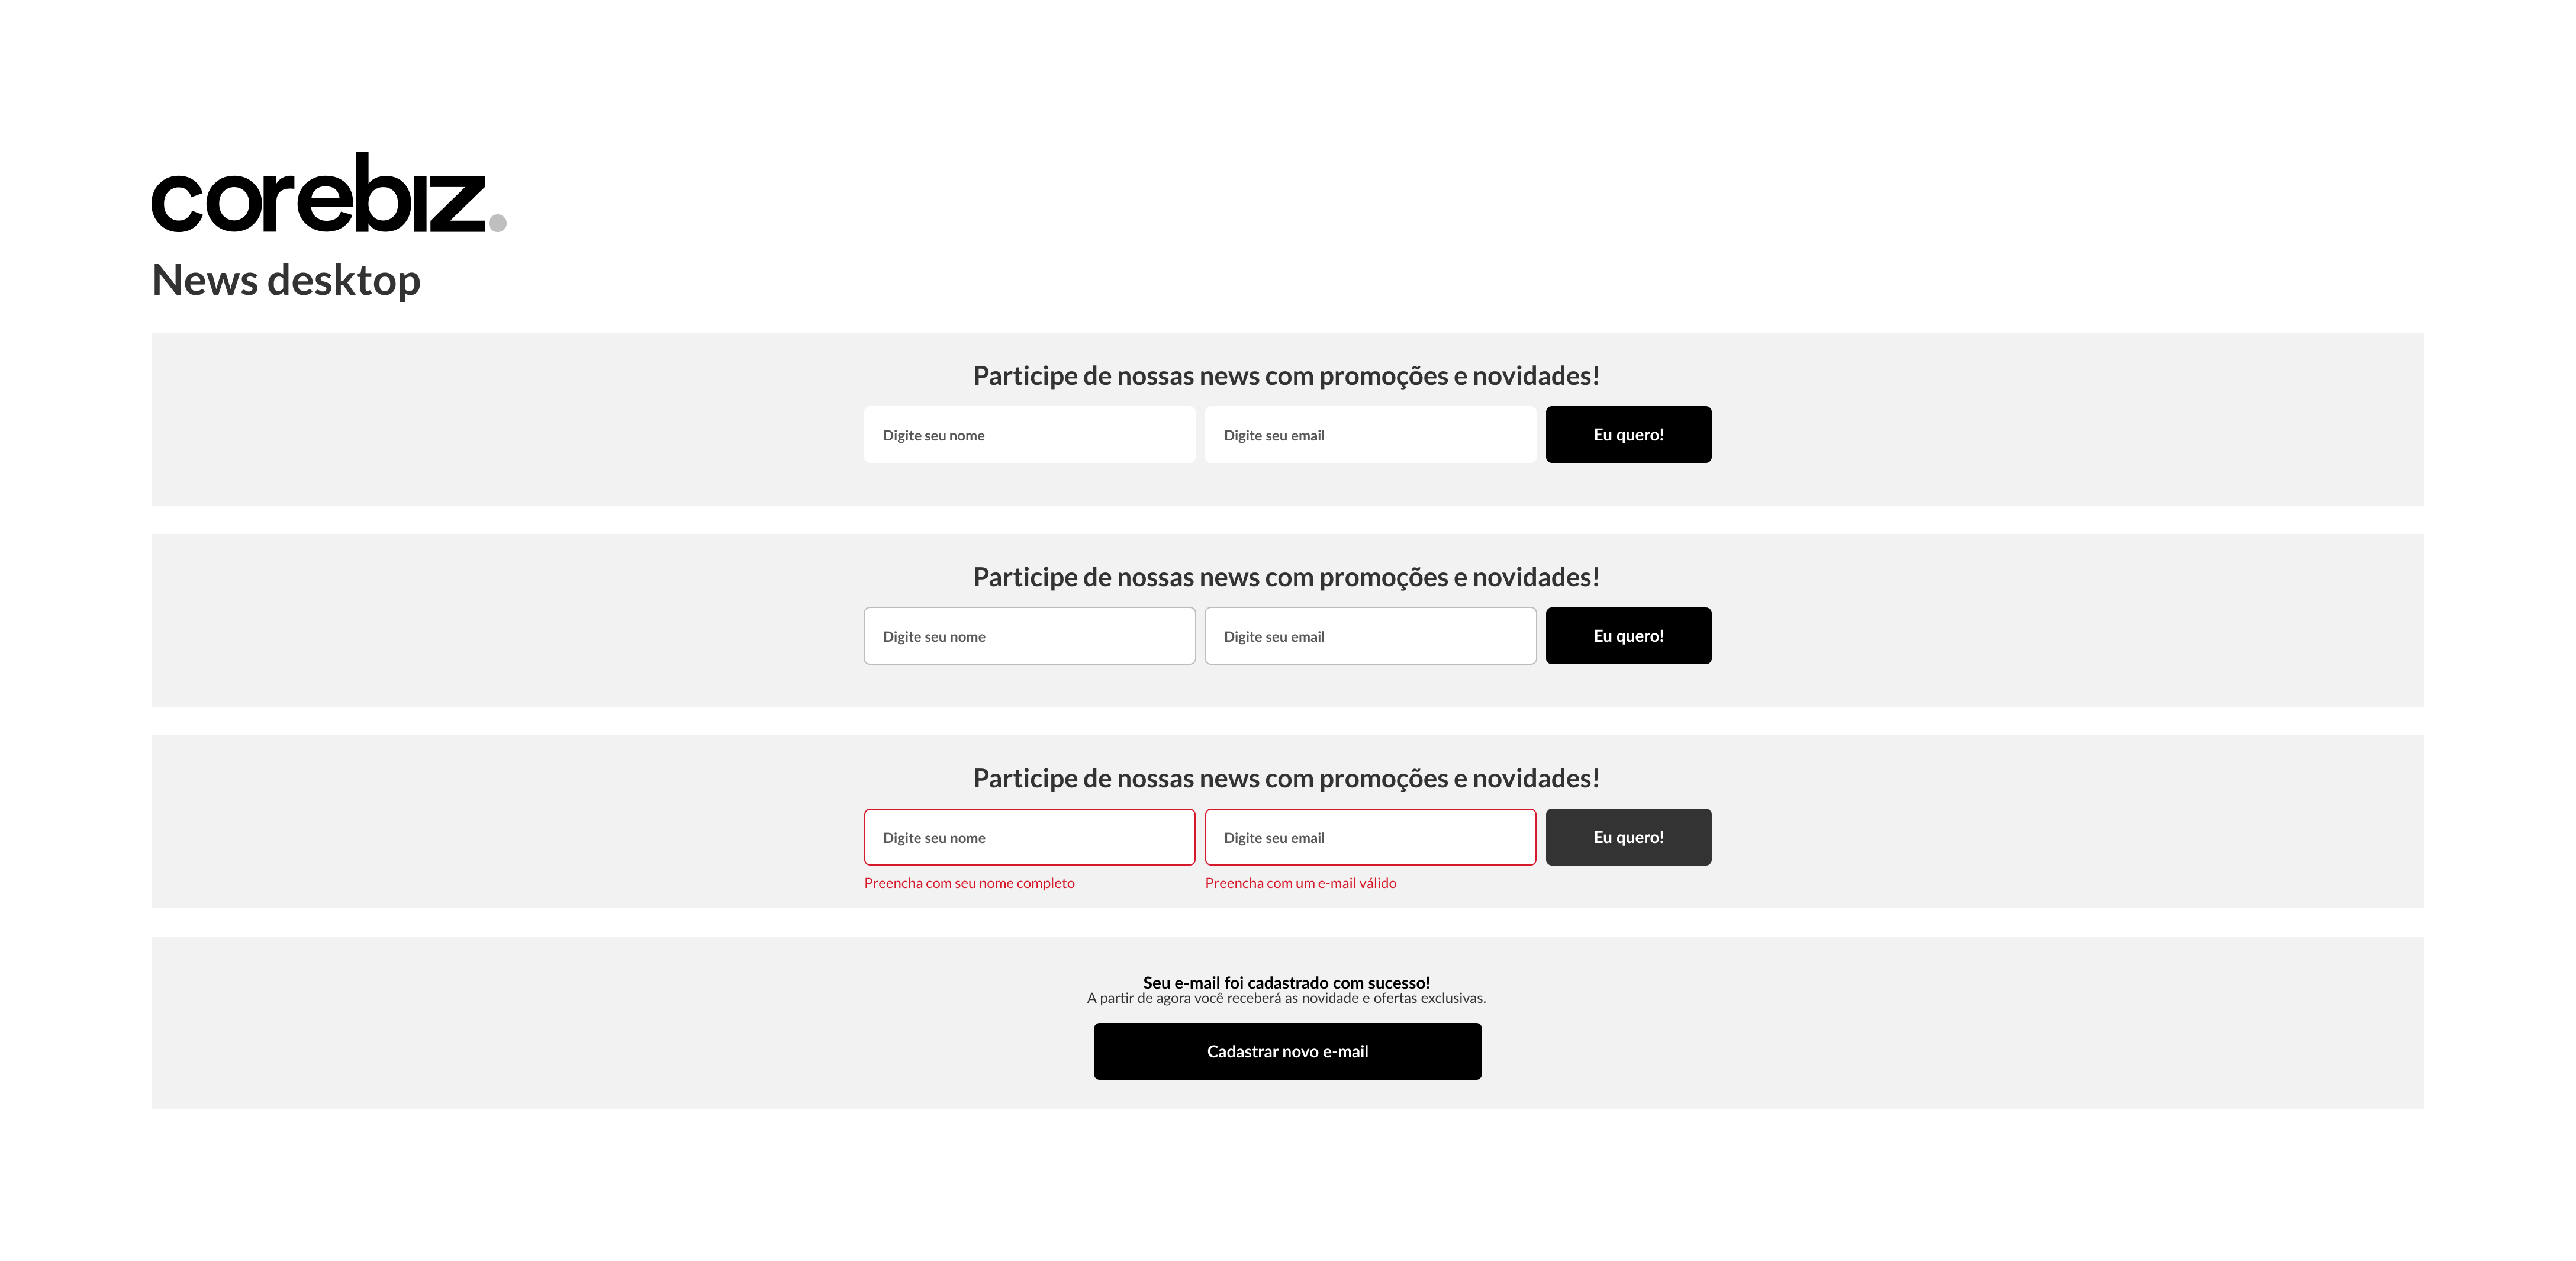 corebiz.
News desktop
Participe de nossas news com promoções e novidades!
Digite seu nome
Digite seu email
Eu quero!
Participe de nossas news com promoções e novidades!
Digite seu nome
Digite seu email
Eu quero!
Participe de nossas news com promoções e novidades!
Digite seu nome
Digite seu email
Eu quero!
Preencha com seu nome completo
Preencha com um e-mail válido
Seu e-mail foi cadastrado com sucesso!
A partir de agora você receberá as novidade e ofertas exclusivas.
Cadastrar novo e-mail